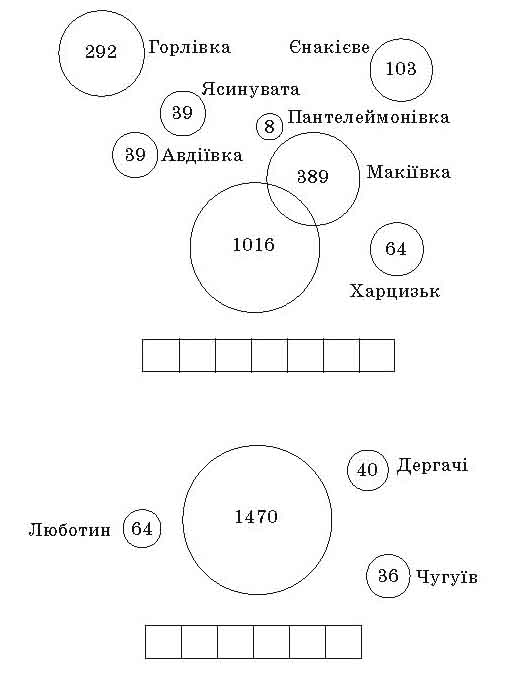 292 Горлівка
Єнакієве 103
Ясинувата
39
8 Пантелеймонівка
39 Авдіївка
389 Макіївка
1016
64
Харцизьк
1470
40 Дергачі
Люботин 64
36 Чугуїв